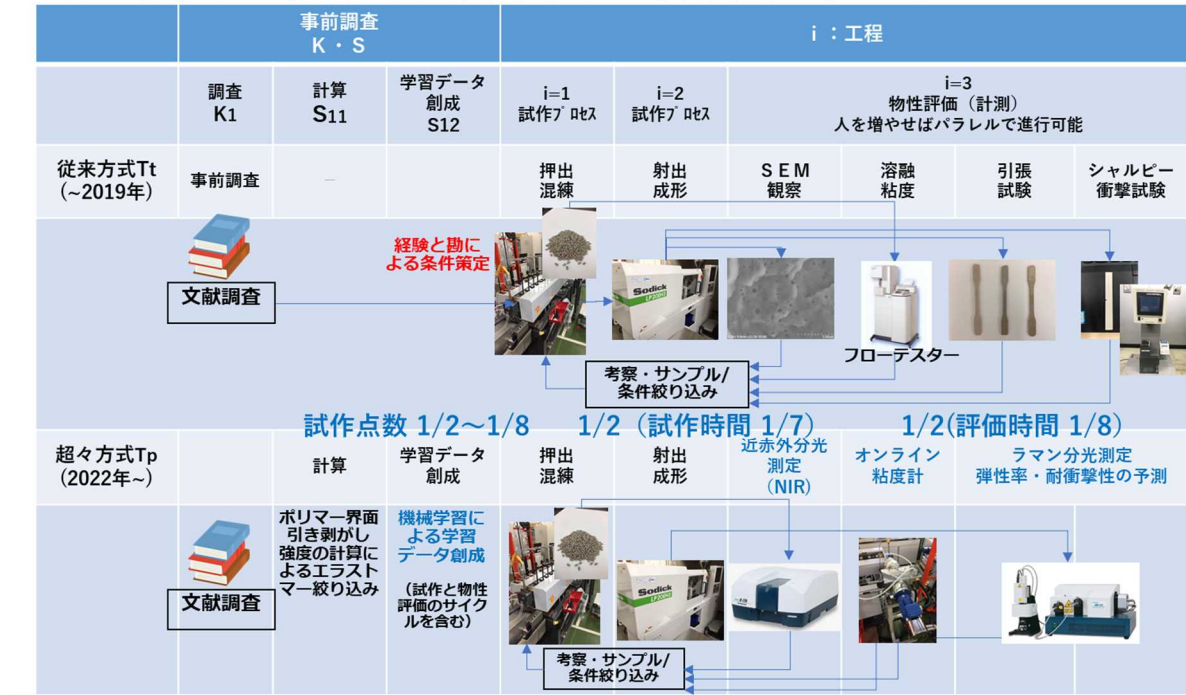 事前調査
K・S
i ：工程
調査
K1
計算
S11
学習データ
創成
S12
i=1
試作ﾌﾟﾛｾｽ
i=2
試作ﾌﾟﾛｾｽ
i=3
物性評価（計測）
人を増やせばパラレルで進行可能
従来方式Tt
(~2019年)
事前調査
－
押出
混練
射出
成形
ＳＥＭ
観察
溶融
粘度
引張
試験
シャルピー
衝撃試験
文献調査
経験と勘に
よる条件策定
Sodick
LP20EH2
フローテスター
考察・サンプル/
条件絞り込み
試作点数 1/2～1/8
1/2（試作時間 1/7）
1/2(評価時間 1/8)
超々方式Tp
(2022年~)
計算
学習データ
創成
押出
混練
射出
成形
近赤外分光
測定
（NIR）
オンライン
粘度計
ラマン分光測定
弾性率・耐衝撃性の予測
文献調査
ポリマー界面
引き剥がし
強度の計算に
よるエラスト
マー絞り込み
機械学習に
よる学習
データ創成
（試作と物性
評価のサイク
ルを含む）
Sodick
考察・サンプル/
条件絞り込み